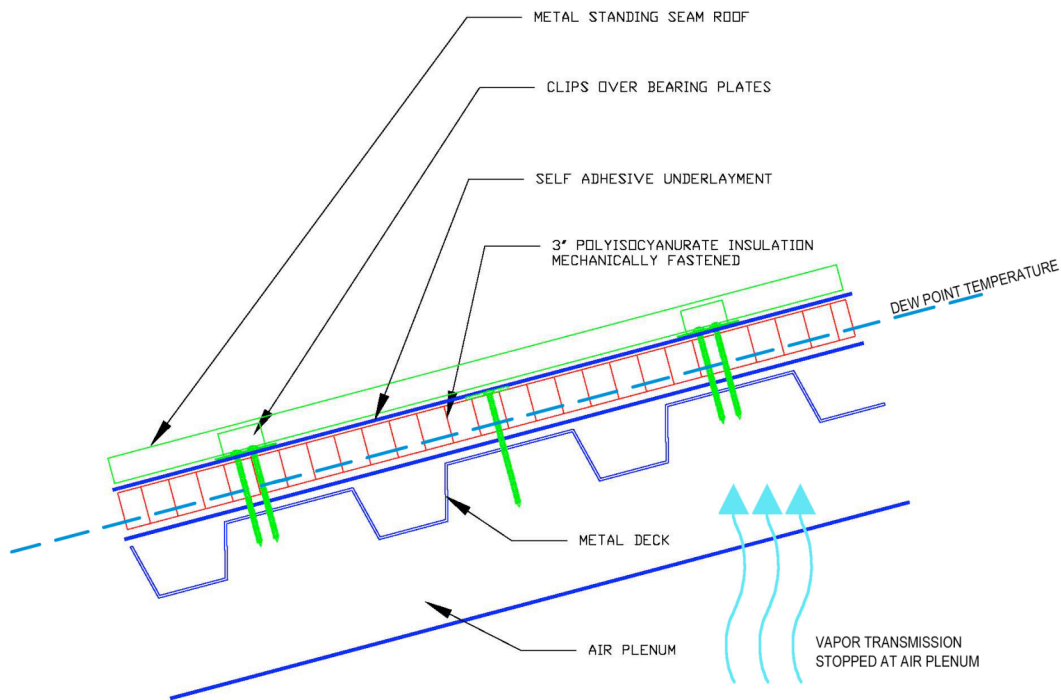 METAL STANDING SEAM ROOF
CLIPS OVER BEARING PLATES
SELF ADHESIVE UNDERLAYMENT
3" POLYISOCYANURATE INSULATION
MECHANICALLY FASTENED
DEW POINT TEMPERATURE
METAL DECK
AIR PLENUM
VAPOR TRANSMISSION
STOPPED AT AIR PLENUM